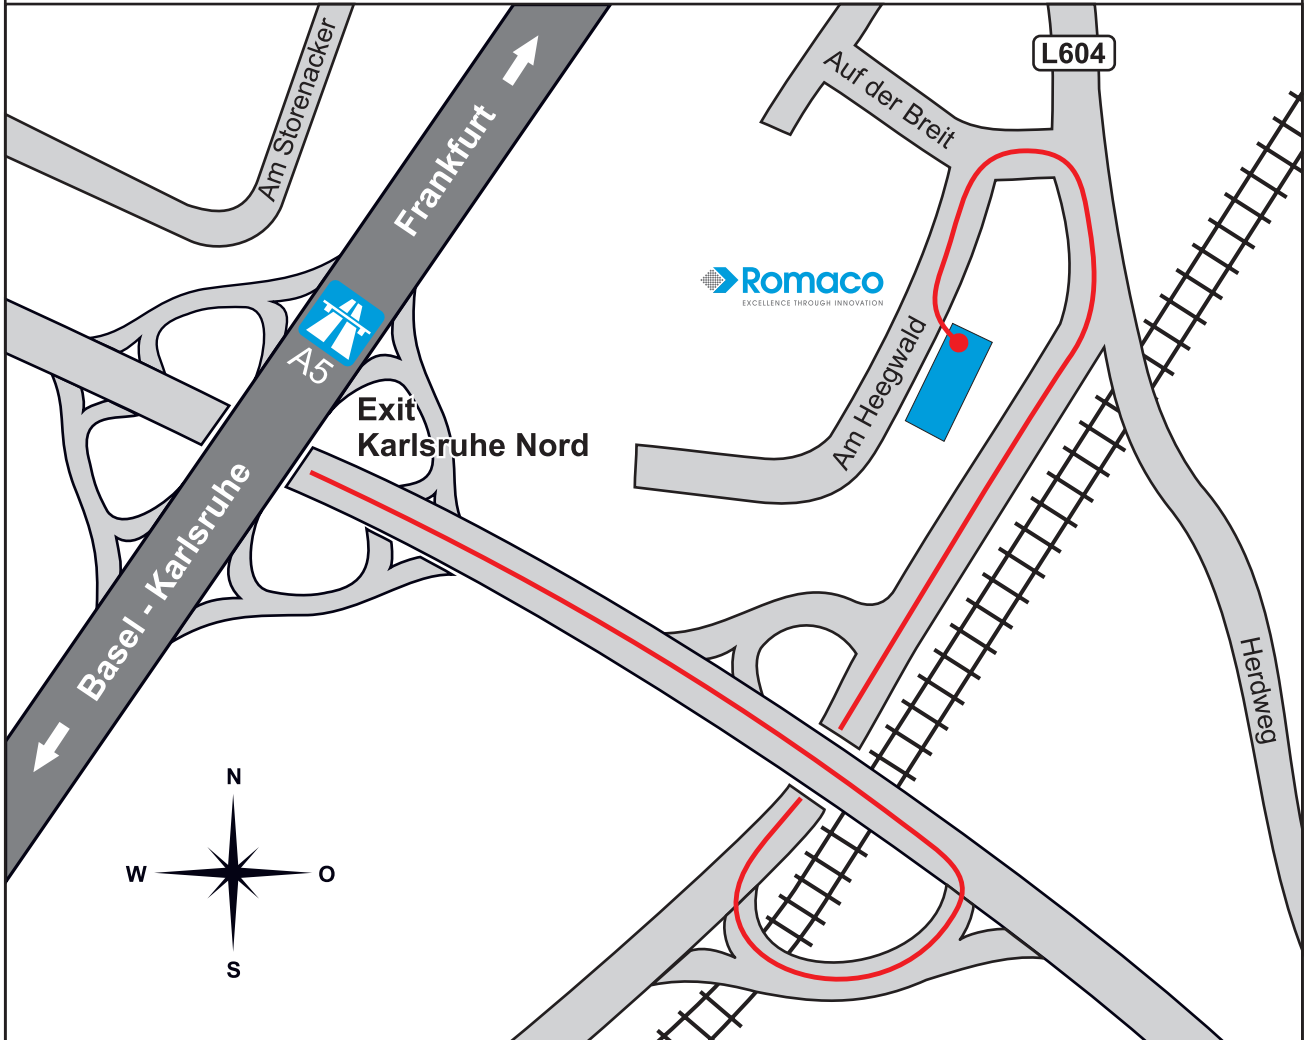 L604
Am Storenacker
Frankfurt
Auf der Breit
Romaco
EXCELLENCE THROUGH INNOVATION
A5
Am Heegwald
Exit
Karlsruhe Nord
Basel - Karlsruhe
Herdweg
N
W
O
S